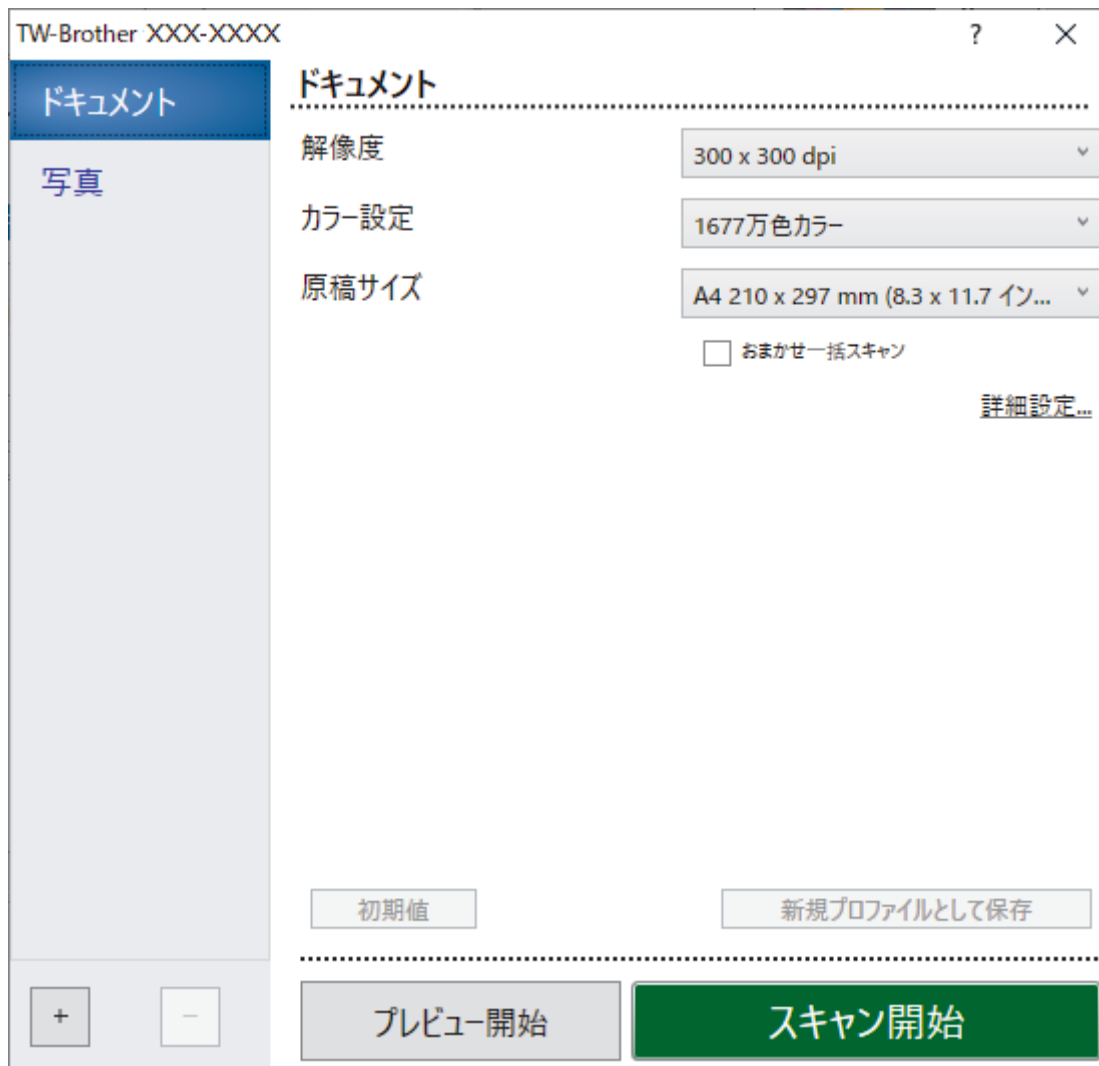 TW-Brother XXX-XXXX ? ×
ドキュメント
写真
ドキュメント
解像度 300 x 300 dpi
カラー設定 1677万色カラー
原稿サイズ A4 210 x 297 mm (8.3 x 11.7 イン...
おまかせ一括スキャン
詳細設定...
初期値 新規プロファイルとして保存
+ − プレビュー開始 スキャン開始